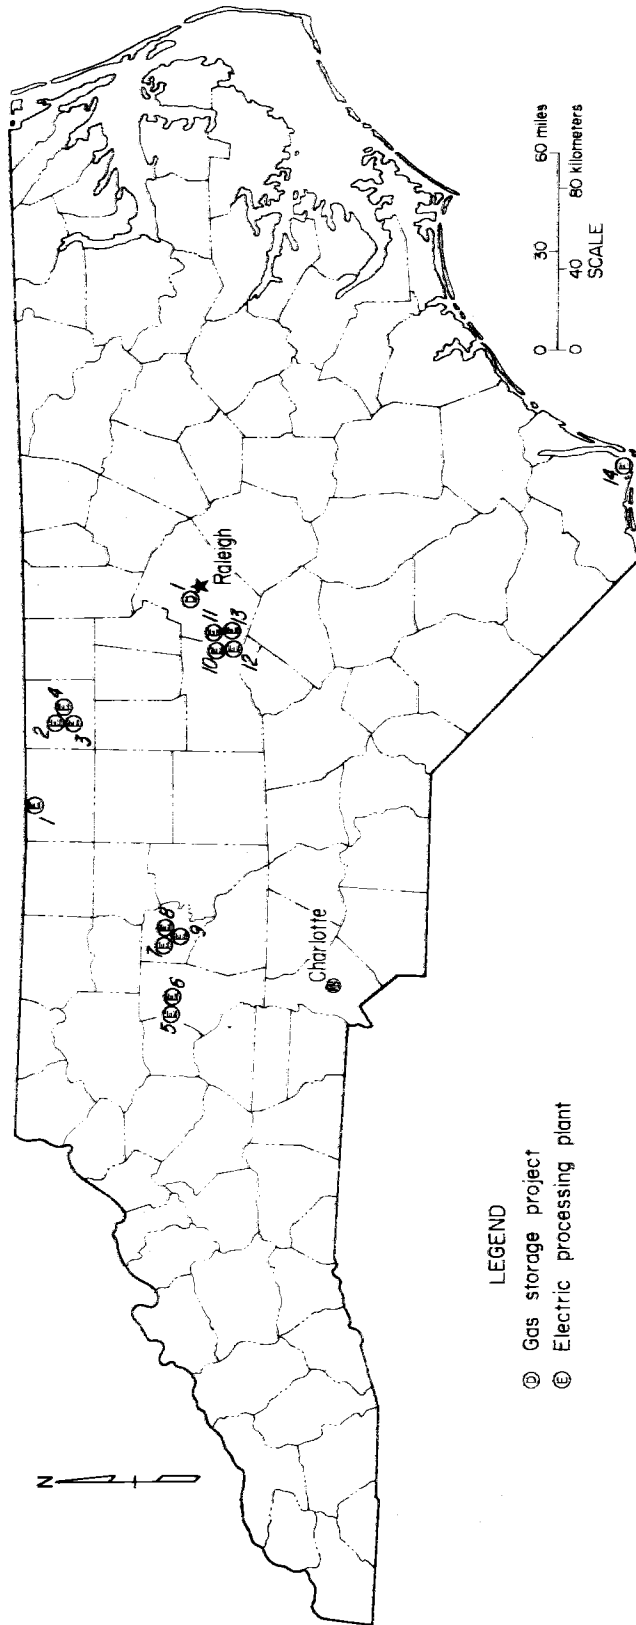 N
1
2
4
3
1
Raleigh
10
11
12
13
7
8
9
5
6
Charlotte
14
LEGEND
D Gas storage project
E Electric processing plant
0 30 60 miles
0 40 80 kilometers
SCALE